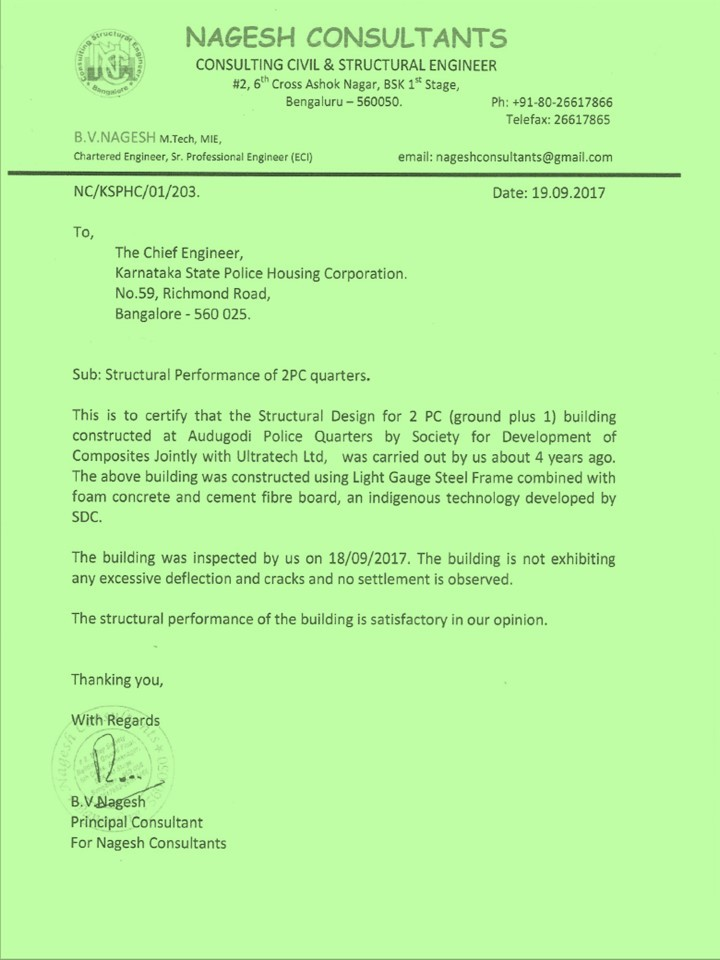 NAGESH CONSULTANTS
CONSULTING CIVIL & STRUCTURAL ENGINEER
#2, 6th Cross Ashok Nagar, BSK 1st Stage,
Bengaluru – 560050.
Ph: +91-80-26617866
Telefax: 26617865
B.V.NAGESH M.Tech, MIE,
Chartered Engineer, Sr. Professional Engineer (ECI)
email: nageshconsultants@gmail.com
NC/KSPHC/01/203.
Date: 19.09.2017
To,
The Chief Engineer,
Karnataka State Police Housing Corporation.
No.59, Richmond Road,
Bangalore - 560 025.
Sub: Structural Performance of 2PC quarters.
This is to certify that the Structural Design for 2 PC (ground plus 1) building
constructed at Audugodi Police Quarters by Society for Development of
Composites Jointly with Ultratech Ltd, was carried out by us about 4 years ago.
The above building was constructed using Light Gauge Steel Frame combined with
foam concrete and cement fibre board, an indigenous technology developed by
SDC.
The building was inspected by us on 18/09/2017. The building is not exhibiting
any excessive deflection and cracks and no settlement is observed.
The structural performance of the building is satisfactory in our opinion.
Thanking you,
With Regards
B.V.Nagesh
Principal Consultant
For Nagesh Consultants